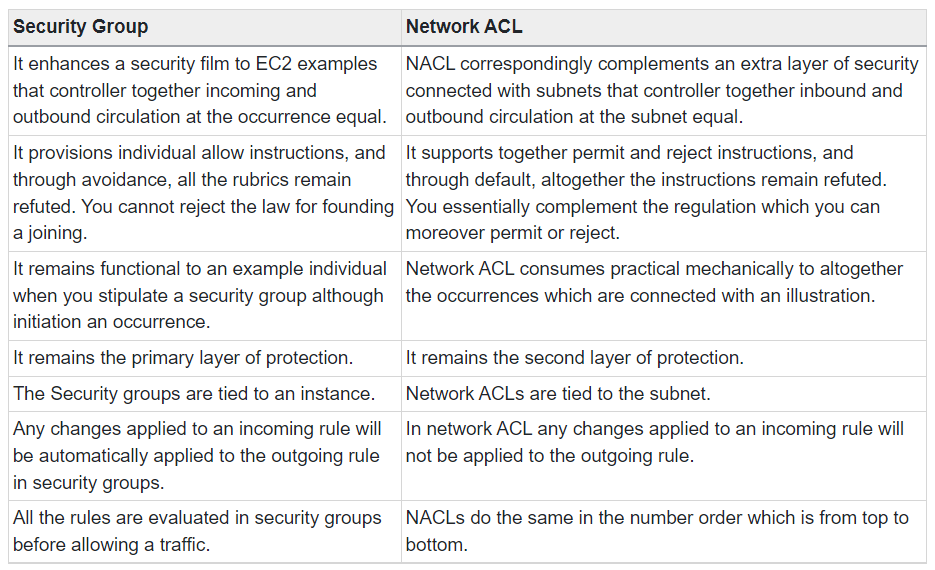 Security Group
Network ACL
It enhances a security film to EC2 examples
that controller together incoming and
outbound circulation at the occurrence equal.
NACL correspondingly complements an extra layer of security
connected with subnets that controller together inbound and
outbound circulation at the subnet equal.
It provisions individual allow instructions, and
through avoidance, all the rubrics remain
refuted. You cannot reject the law for founding
a joining.
It supports together permit and reject instructions, and
through default, altogether the instructions remain refuted.
You essentially complement the regulation which you can
moreover permit or reject.
It remains functional to an example individual
when you stipulate a security group although
initiation an occurrence.
Network ACL consumes practical mechanically to altogether
the occurrences which are connected with an illustration.
It remains the primary layer of protection.
It remains the second layer of protection.
The Security groups are tied to an instance.
Network ACLs are tied to the subnet.
Any changes applied to an incoming rule will
be automatically applied to the outgoing rule
in security groups.
In network ACL any changes applied to an incoming rule will
not be applied to the outgoing rule.
All the rules are evaluated in security groups
before allowing a traffic.
NACLs do the same in the number order which is from top to
bottom.